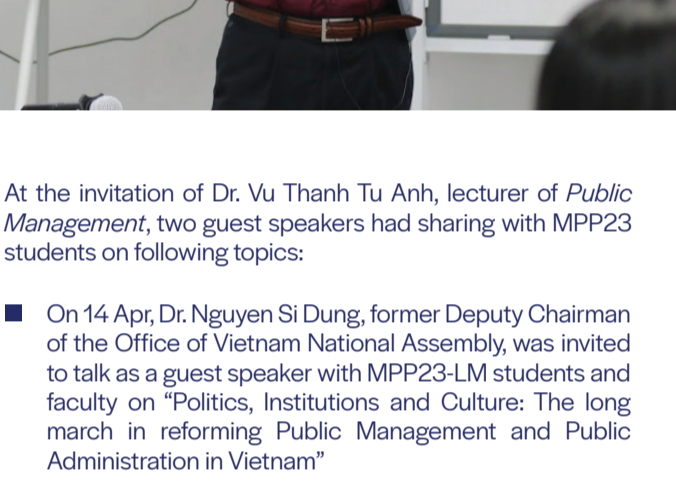 At the invitation of Dr. Vu Thanh Tu Anh, lecturer of Public
Management, two guest speakers had sharing with MPP23
students on following topics:
On 14 Apr, Dr. Nguyen Si Dung, former Deputy Chairman
of the Office of Vietnam National Assembly, was invited
to talk as a guest speaker with MPP23-LM students and
faculty on “Politics, Institutions and Culture: The long
march in reforming Public Management and Public
Administration in Vietnam”